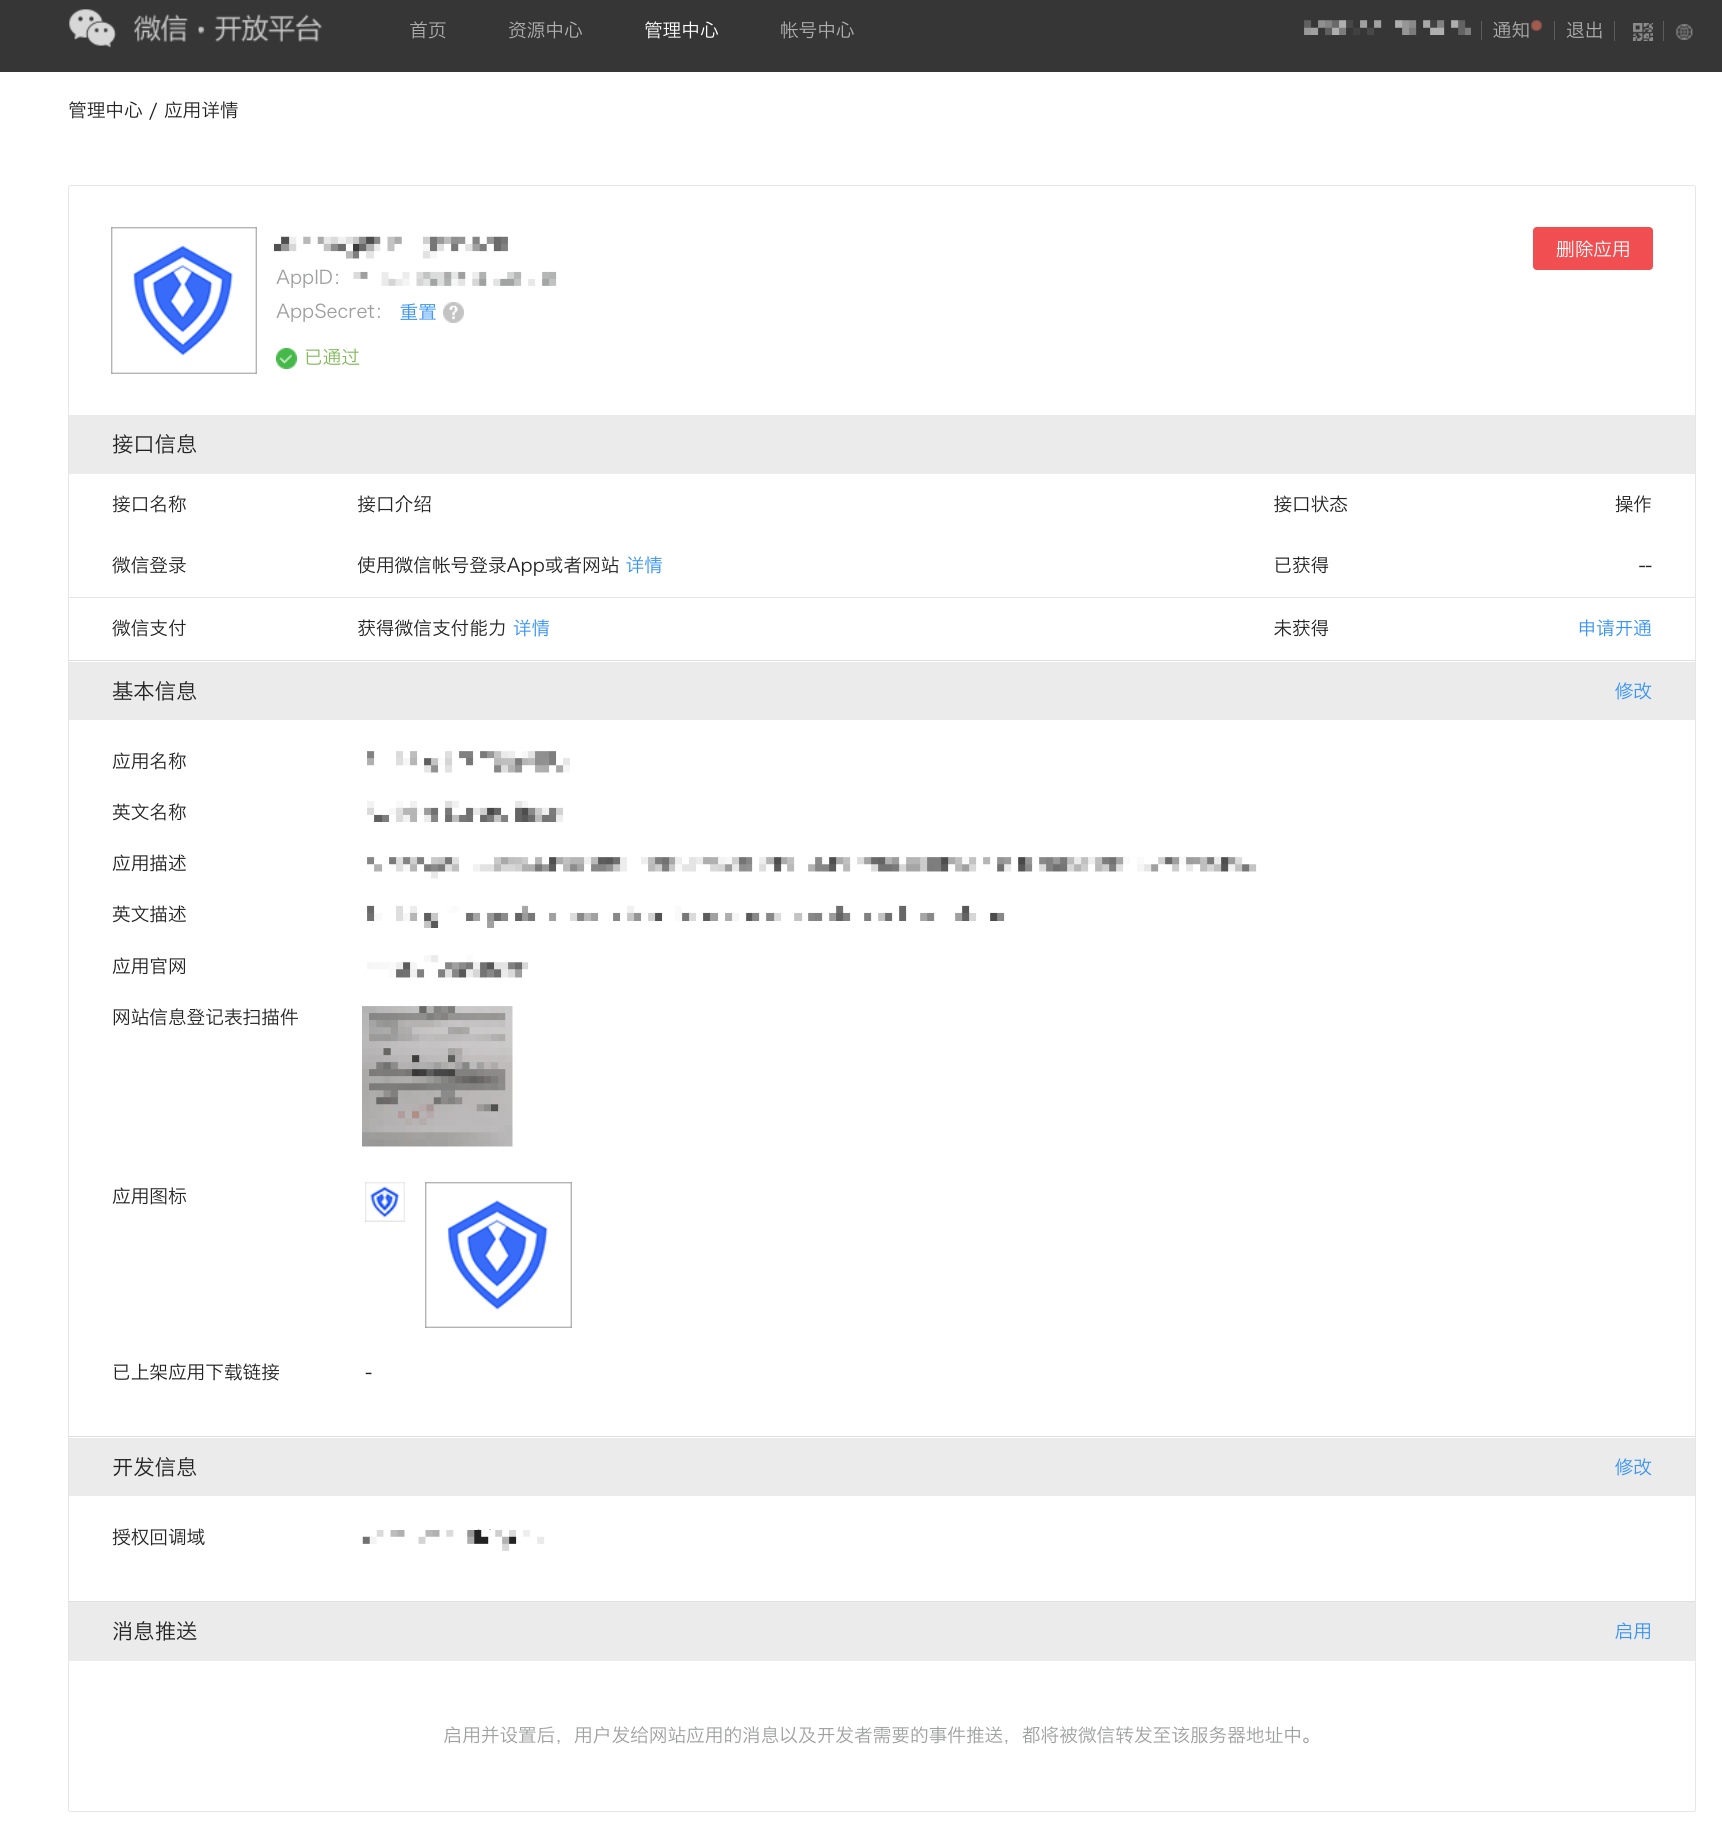 微信·开放平台 首页 资源中心 管理中心 帐号中心 通知 退出
管理中心 / 应用详情
删除应用
AppID:
AppSecret: 重置 ?
已通过
接口信息
接口名称 接口介绍 接口状态 操作
微信登录 使用微信帐号登录App或者网站 详情 已获得 --
微信支付 获得微信支付能力 详情 未获得 申请开通
基本信息 修改
应用名称
英文名称
应用描述
英文描述
应用官网
网站信息登记表扫描件
应用图标
已上架应用下载链接 -
开发信息 修改
授权回调域
消息推送 启用
启用并设置后，用户发给网站应用的消息以及开发者需要的事件推送，都将被微信转发至该服务器地址中。